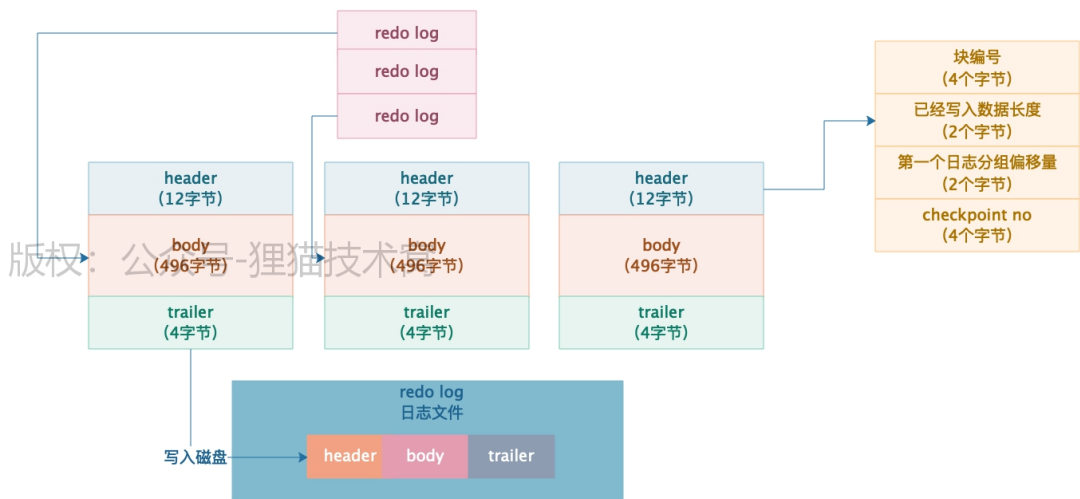 redo log
redo log
redo log
块编号
(4个字节)
已经写入数据长度
(2个字节)
第一个日志分组偏移量
(2个字节)
checkpoint no
(4个字节)
header
(12字节)
header
(12字节)
header
(12字节)
body
(496字节)
body
(496字节)
body
(496字节)
版权：公众号-狸猫技术窝
trailer
(4字节)
trailer
(4字节)
trailer
(4字节)
redo log
日志文件
写入磁盘
header
body
trailer